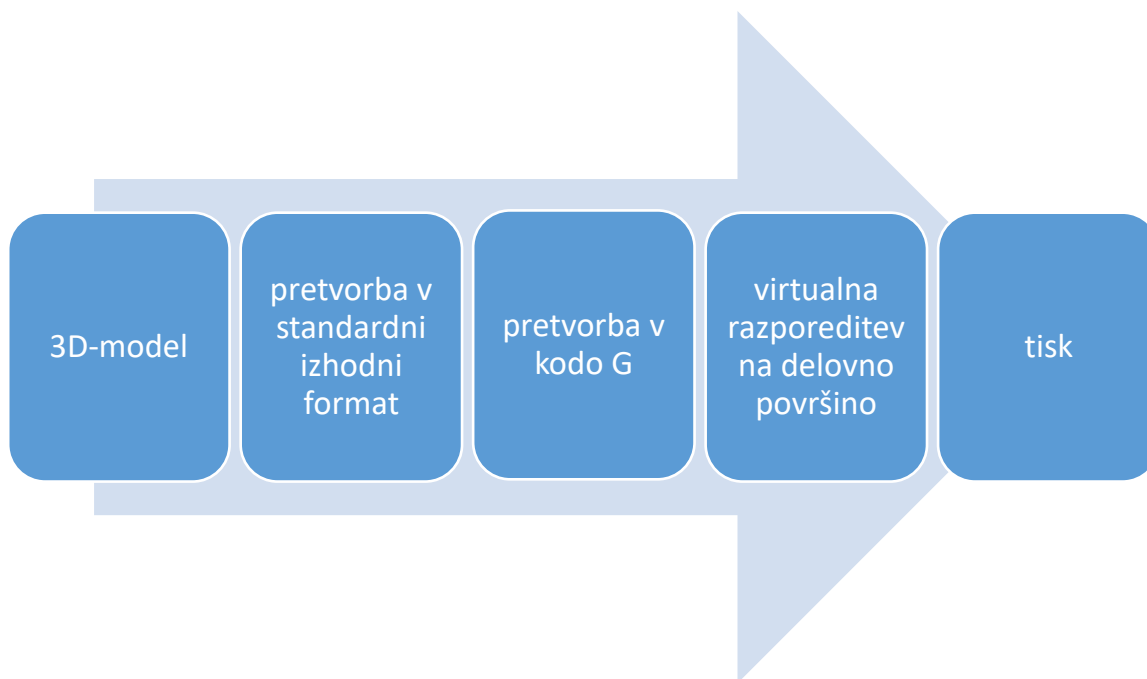 3D-model
pretvorba v
standardni
izhodni
format
pretvorba v
kodo G
virtualna
razporeditev
na delovno
površino
tisk